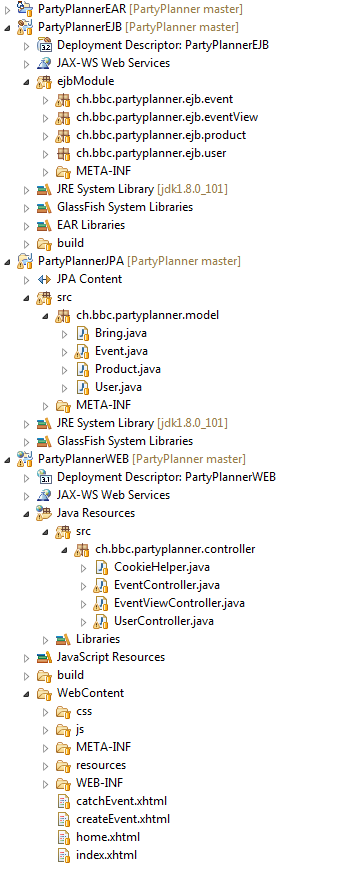 PartyPlannerEAR [PartyPlanner master]
PartyPlannerEJB [PartyPlanner master]
Deployment Descriptor: PartyPlannerEJB
JAX-WS Web Services
ejbModule
ch.bbc.partyplanner.ejb.event
ch.bbc.partyplanner.ejb.eventView
ch.bbc.partyplanner.ejb.product
ch.bbc.partyplanner.ejb.user
META-INF
JRE System Library [jdk1.8.0_101]
GlassFish System Libraries
EAR Libraries
build
PartyPlannerJPA [PartyPlanner master]
JPA Content
src
ch.bbc.partyplanner.model
Bring.java
Event.java
Product.java
User.java
META-INF
JRE System Library [jdk1.8.0_101]
GlassFish System Libraries
PartyPlannerWEB [PartyPlanner master]
Deployment Descriptor: PartyPlannerWEB
JAX-WS Web Services
Java Resources
src
ch.bbc.partyplanner.controller
CookieHelper.java
EventController.java
EventViewController.java
UserController.java
Libraries
JavaScript Resources
build
WebContent
css
js
META-INF
resources
WEB-INF
catchEvent.xhtml
createEvent.xhtml
home.xhtml
index.xhtml